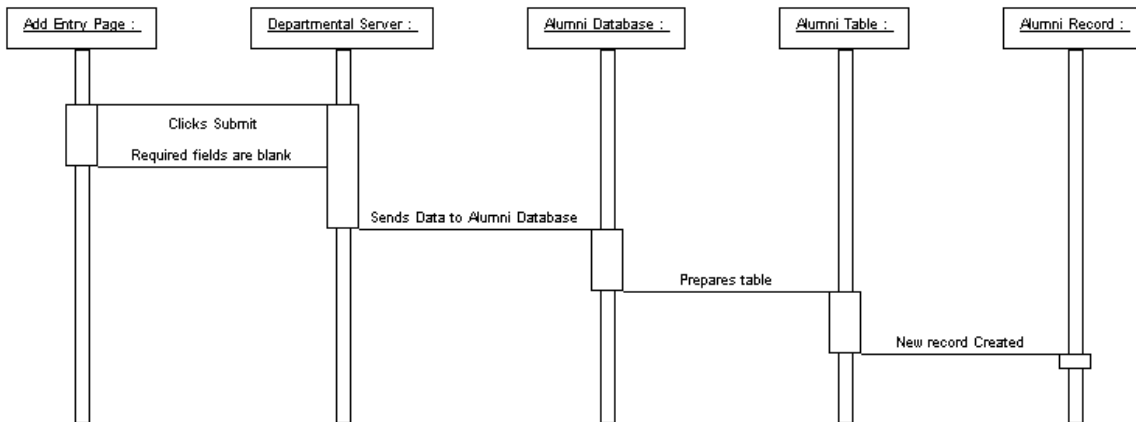 Add Entry Page :
Departmental Server :
Alumni Database :
Alumni Table :
Alumni Record :
Clicks Submit
Required fields are blank
Sends Data to Alumni Database
Prepares table
New record Created